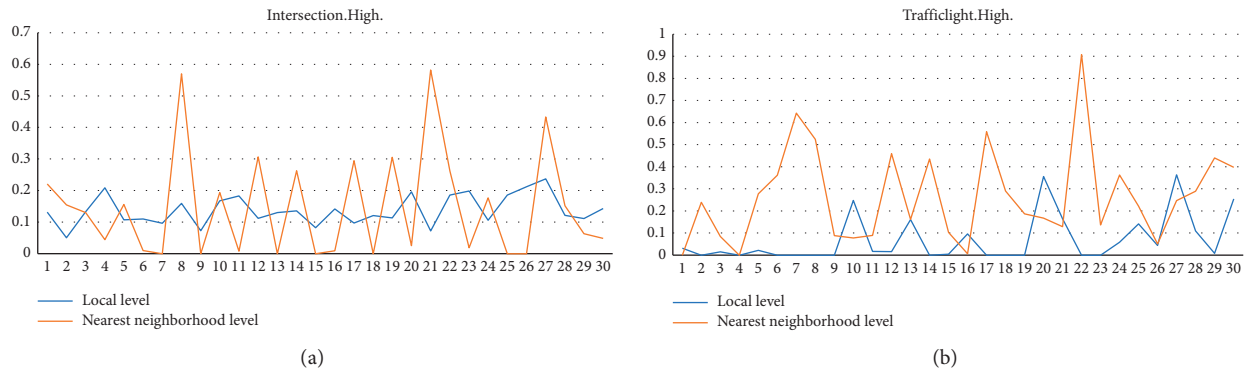 Intersection.High.
0.7
0.6
0.5
0.4
0.3
0.2
0.1
0
1 2 3 4 5 6 7 8 9 10 11 12 13 14 15 16 17 18 19 20 21 22 23 24 25 26 27 28 29 30
Local level
Nearest neighborhood level
(a)
Trafficlight.High.
1
0.9
0.8
0.7
0.6
0.5
0.4
0.3
0.2
0.1
0
1 2 3 4 5 6 7 8 9 10 11 12 13 14 15 16 17 18 19 20 21 22 23 24 25 26 27 28 29 30
Local level
Nearest neighborhood level
(b)